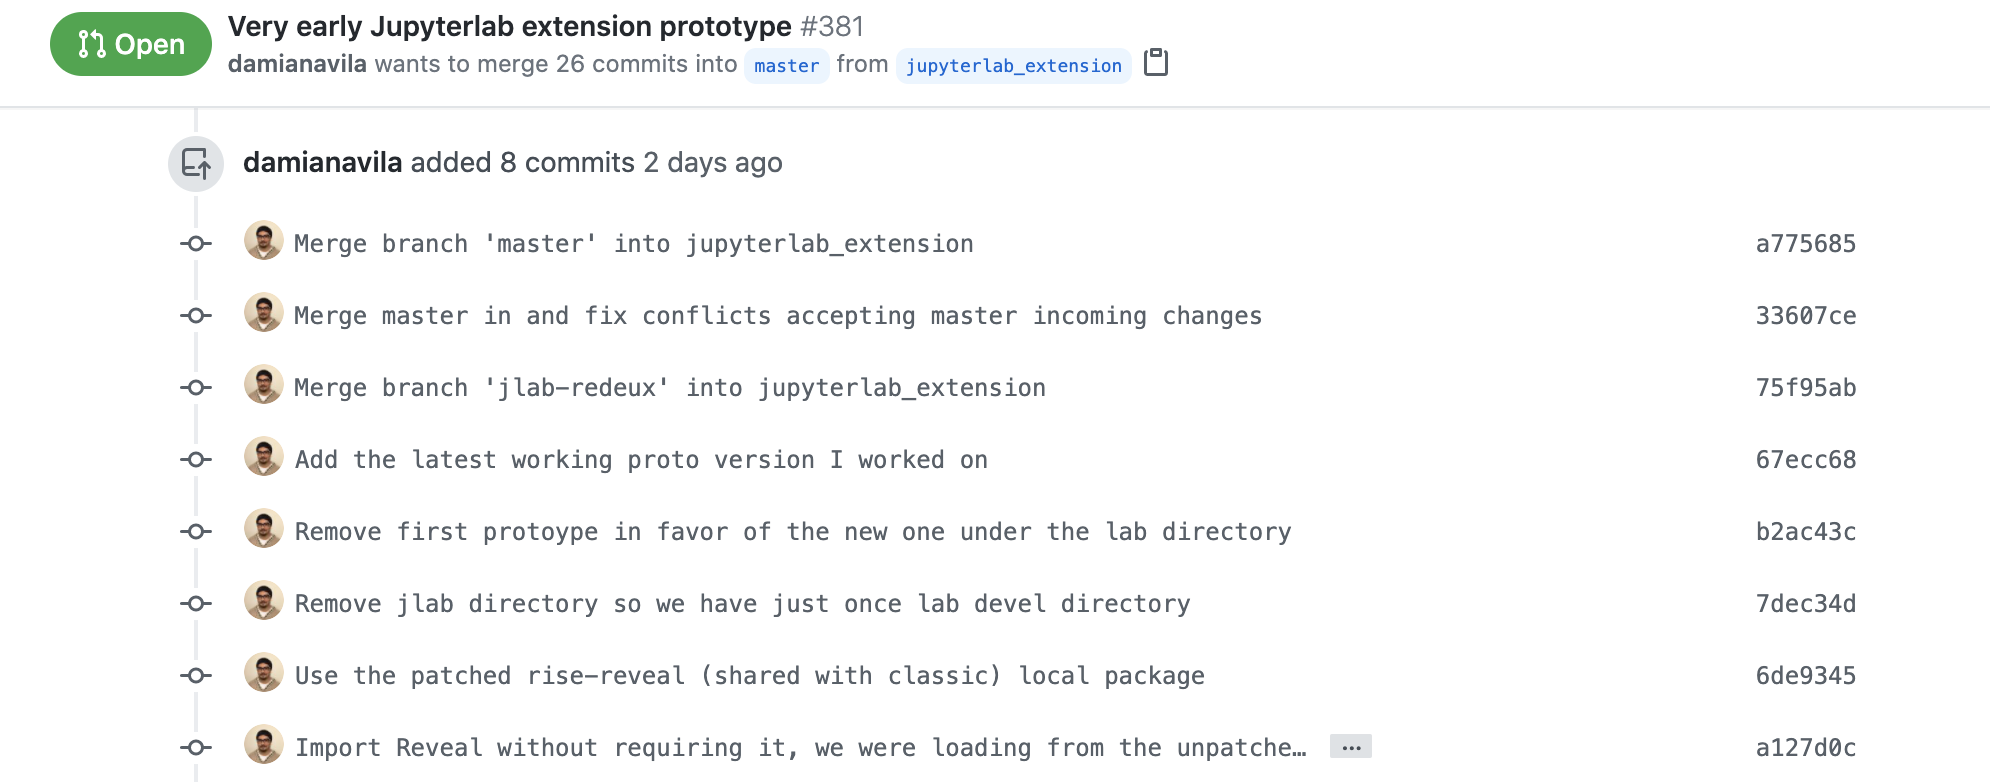 Open
Very early Jupyterlab extension prototype #381
damianavila wants to merge 26 commits into master from jupyterlab_extension
damianavila added 8 commits 2 days ago
Merge branch 'master' into jupyterlab_extension a775685
Merge master in and fix conflicts accepting master incoming changes 33607ce
Merge branch 'jlab-redeux' into jupyterlab_extension 75f95ab
Add the latest working proto version I worked on 67ecc68
Remove first protoype in favor of the new one under the lab directory b2ac43c
Remove jlab directory so we have just once lab devel directory 7dec34d
Use the patched rise-reveal (shared with classic) local package 6de9345
Import Reveal without requiring it, we were loading from the unpatche… … a127d0c